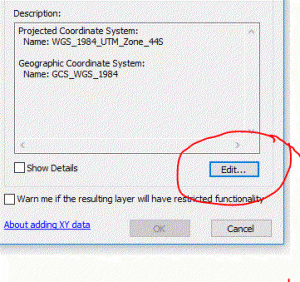 Description:
Projected Coordinate System:
Name: WGS_1984_UTM_Zone_44S
Geographic Coordinate System:
Name: GCS_WGS_1984
Show Details
Edit...
Warn me if the resulting layer will have restricted functionality
About adding XY data
OK
Cancel